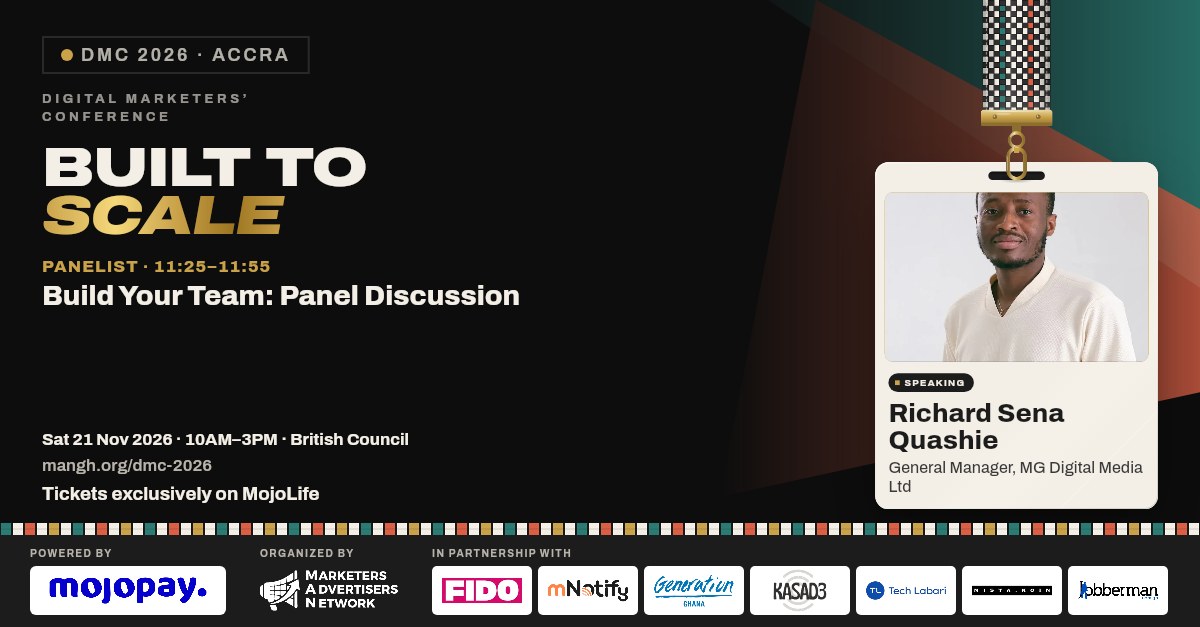 DMC 2026 · ACCRA
DIGITAL MARKETERS’
CONFERENCE
BUILT TO
SCALE
PANELIST · 11:25–11:55
Build Your Team: Panel Discussion
Sat 21 Nov 2026 · 10AM–3PM · British Council
mangh.org/dmc-2026
Tickets exclusively on MojoLife
SPEAKING
Richard Sena
Quashie
General Manager, MG Digital Media
Ltd
POWERED BY
mojopay.
ORGANIZED BY
MARKETERS
ADVERTISERS
NETWORK
IN PARTNERSHIP WITH
FIDO
mNotify
Generation
GHANA
KASAD3
TL Tech Labari
Jobberman